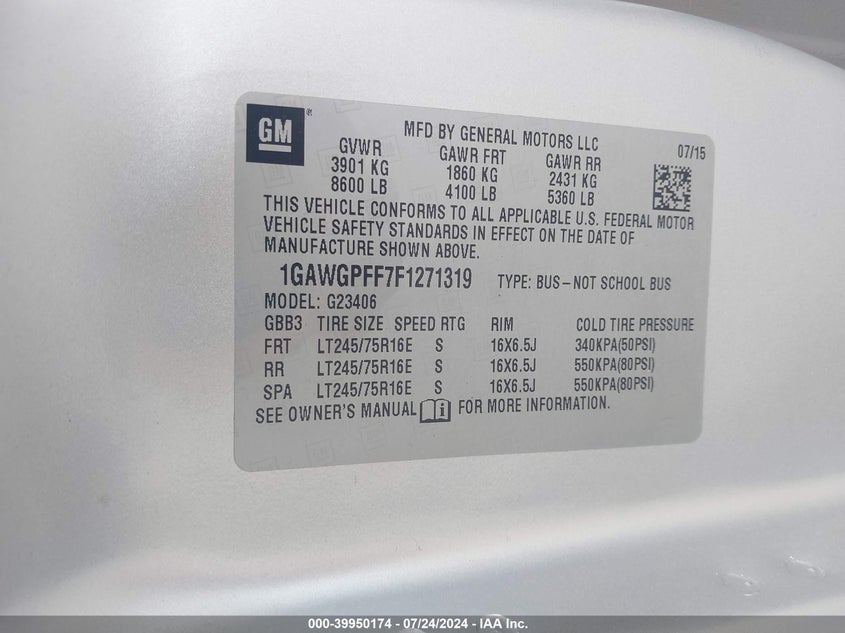 GM ®
MFD BY GENERAL MOTORS LLC 07/15
GVWR GAWR FRT GAWR RR
3901 KG 1860 KG 2431 KG
8600 LB 4100 LB 5360 LB
THIS VEHICLE CONFORMS TO ALL APPLICABLE U.S. FEDERAL MOTOR
VEHICLE SAFETY STANDARDS IN EFFECT ON THE DATE OF
MANUFACTURE SHOWN ABOVE.
1GAWGPFF7F1271319 TYPE: BUS–NOT SCHOOL BUS
MODEL: G23406
GBB3 TIRE SIZE SPEED RTG RIM COLD TIRE PRESSURE
FRT LT245/75R16E S 16X6.5J 340KPA(50PSI)
RR LT245/75R16E S 16X6.5J 550KPA(80PSI)
SPA LT245/75R16E S 16X6.5J 550KPA(80PSI)
SEE OWNER'S MANUAL FOR MORE INFORMATION.
000-39950174 - 07/24/2024 - IAA Inc.